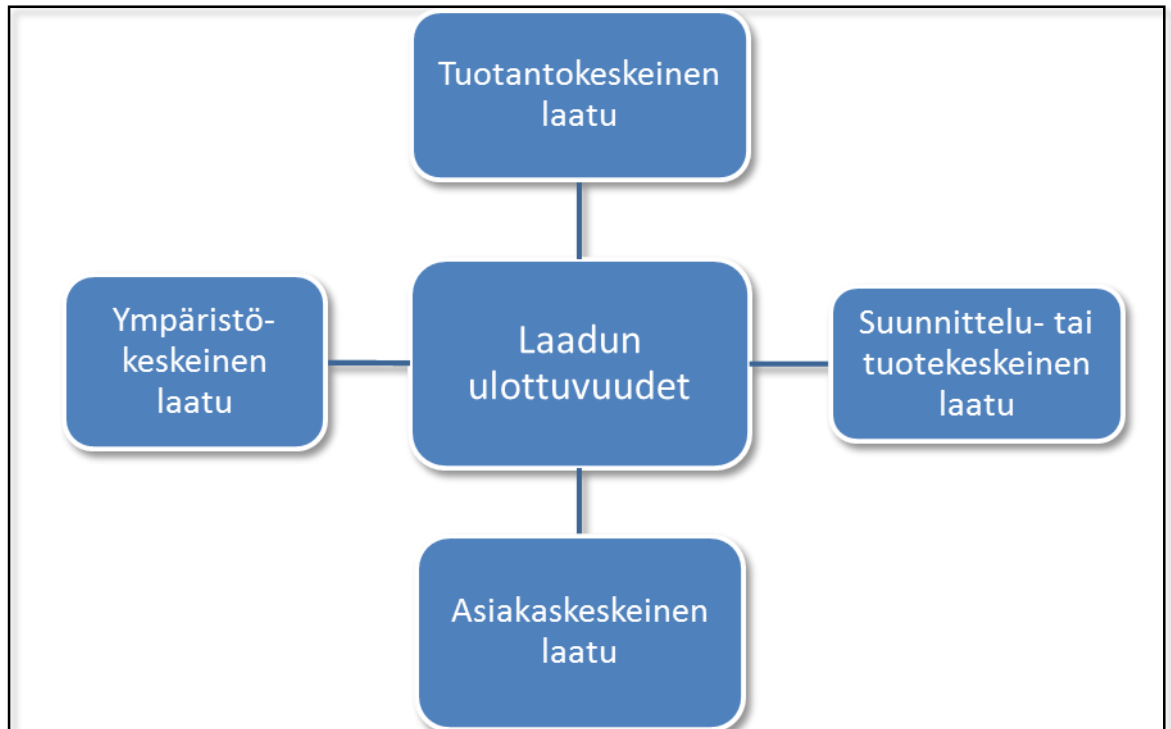 Tuotantokeskeinen
laatu
Ympäristö-
keskeinen
laatu
Laadun
ulottuvuudet
Suunnittelu- tai
tuotekeskeinen
laatu
Asiakaskeskeinen
laatu